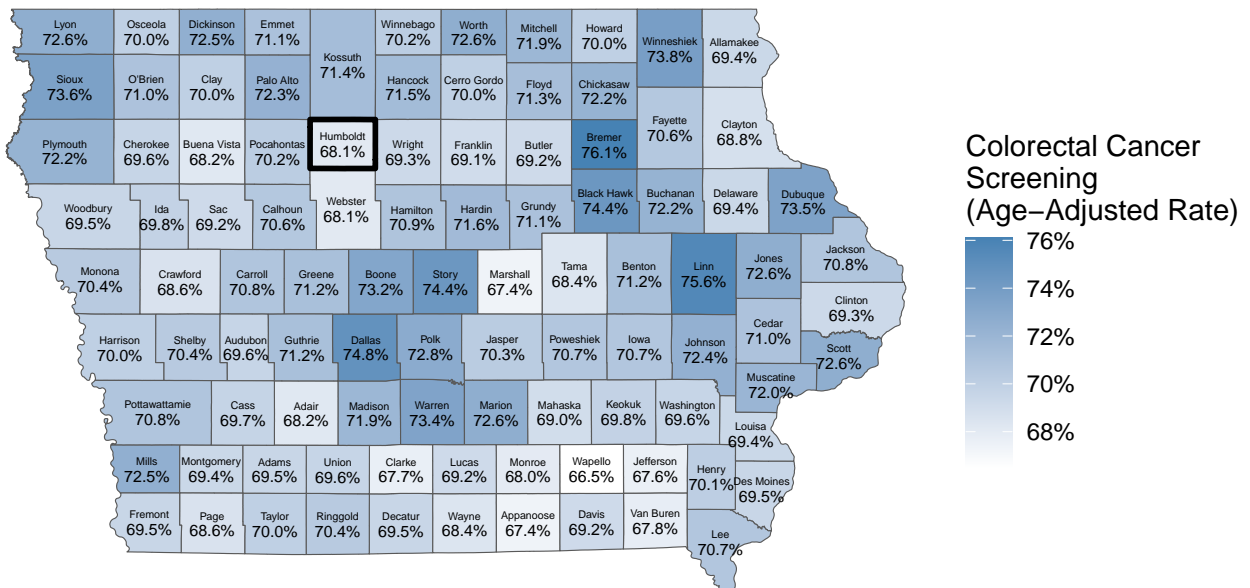 Lyon Osceola Dickinson Emmet Winnebago Worth Mitchell Howard Allamakee
72.6% 70.0% 72.5% 71.1% 70.2% 72.6% 71.9% 70.0% 69.4%
Kossuth Winneshiek
71.4% 73.8%
Sioux O'Brien Clay Palo Alto Hancock Cerro Gordo Floyd Chickasaw
73.6% 71.0% 70.0% 72.3% 71.5% 70.0% 71.3% 72.2%
Fayette Clayton
70.6% 68.8%
Plymouth Cherokee Buena Vista Pocahontas Humboldt Wright Franklin Butler Bremer
72.2% 69.6% 68.2% 70.2% 68.1% 69.3% 69.1% 69.2% 76.1%
Woodbury Ida Sac Calhoun Webster Hamilton Hardin Grundy Black Hawk Buchanan Delaware Dubuque
69.5% 69.8% 69.2% 70.6% 68.1% 70.9% 71.6% 71.1% 74.4% 72.2% 69.4% 73.5%
Monona Crawford Carroll Greene Boone Story Marshall Tama Benton Linn Jones Jackson
70.4% 68.6% 70.8% 71.2% 73.2% 74.4% 67.4% 68.4% 71.2% 75.6% 72.6% 70.8%
Clinton
69.3%
Harrison Shelby Audubon Guthrie Dallas Polk Jasper Poweshiek Iowa Johnson Cedar Scott
70.0% 70.4% 69.6% 71.2% 74.8% 72.8% 70.3% 70.7% 70.7% 72.4% 71.0% 72.6%
Muscatine
72.0%
Pottawattamie Cass Adair Madison Warren Marion Mahaska Keokuk Washington Louisa
70.8% 69.7% 68.2% 71.9% 73.4% 72.6% 69.0% 69.8% 69.6% 69.4%
Mills Montgomery Adams Union Clarke Lucas Monroe Wapello Jefferson Henry Des Moines
72.5% 69.4% 69.5% 69.6% 67.7% 69.2% 68.0% 66.5% 67.6% 70.1% 69.5%
Fremont Page Taylor Ringgold Decatur Wayne Appanoose Davis Van Buren Lee
69.5% 68.6% 70.0% 70.4% 69.5% 68.4% 67.4% 69.2% 67.8% 70.7%
Colorectal Cancer
Screening
(Age−Adjusted Rate)
76%
74%
72%
70%
68%